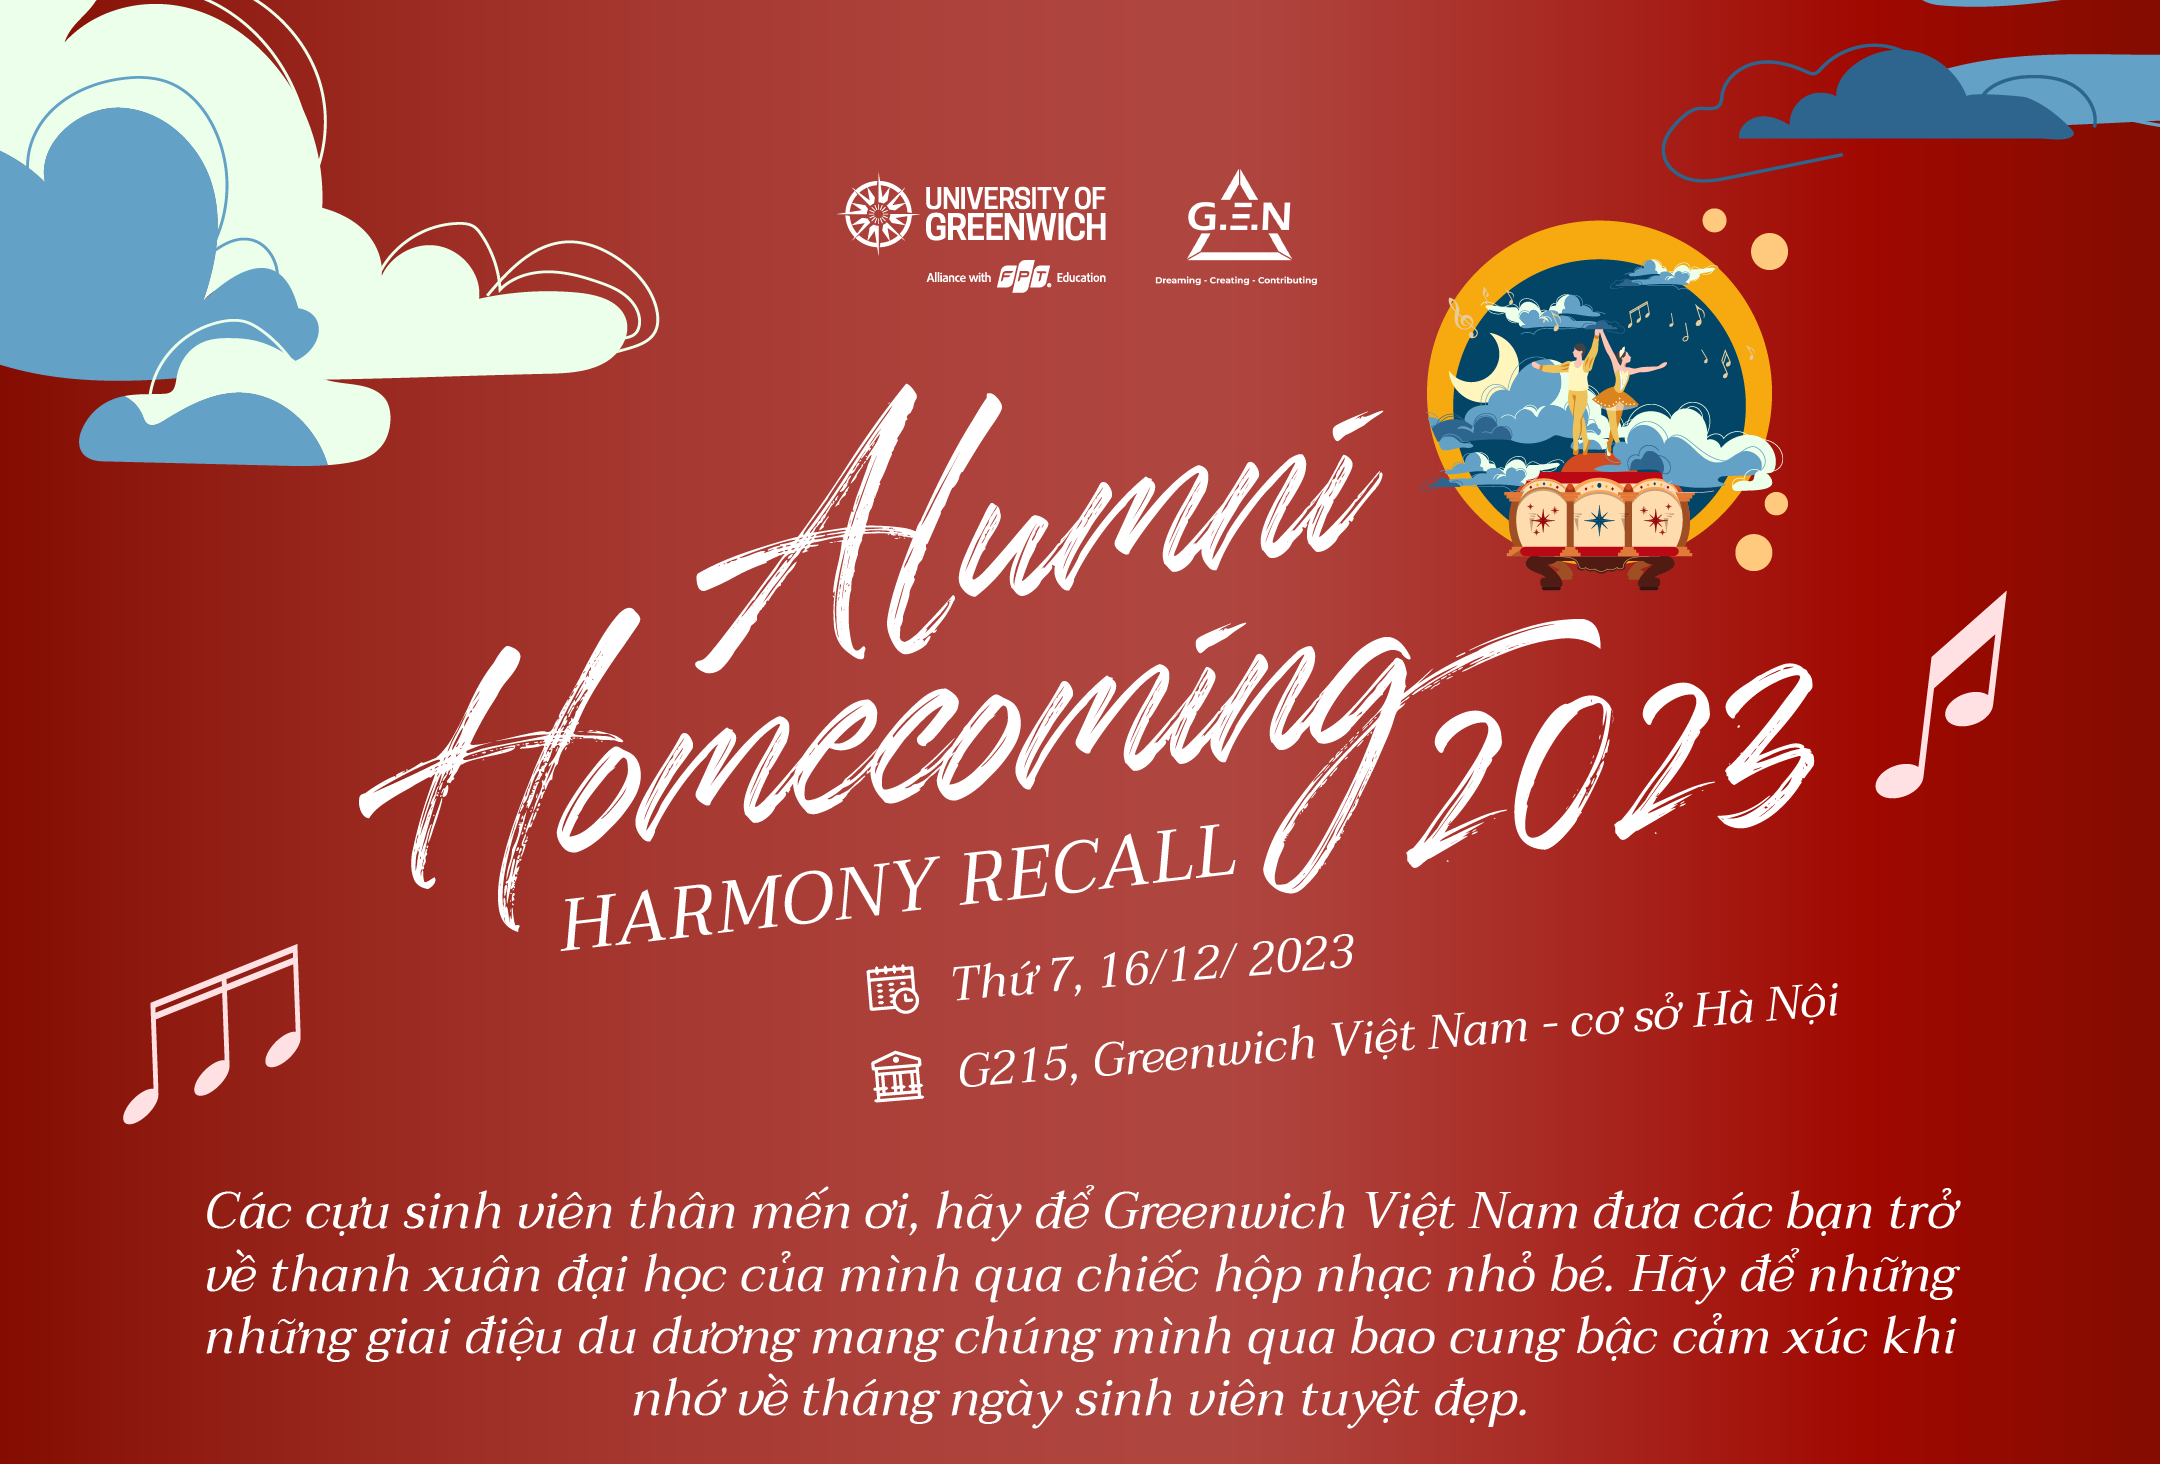 UNIVERSITY OF
GREENWICH
Alliance with FPT. Education
G.E.N
Dreaming - Creating - Contributing
Alumni
Homecoming 2023
HARMONY RECALL
Thứ 7, 16/12/ 2023
G215, Greenwich Việt Nam - cơ sở Hà Nội
Các cựu sinh viên thân mến ơi, hãy để Greenwich Việt Nam đưa các bạn trở
về thanh xuân đại học của mình qua chiếc hộp nhạc nhỏ bé. Hãy để những
những giai điệu du dương mang chúng mình qua bao cung bậc cảm xúc khi
nhớ về tháng ngày sinh viên tuyệt đẹp.